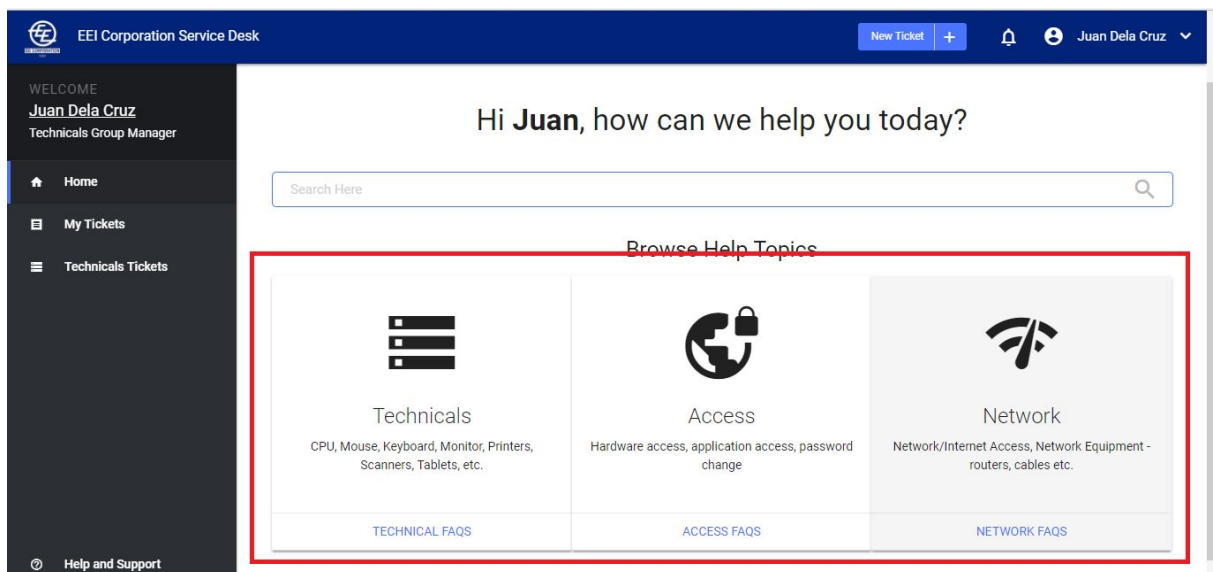 EEI Corporation Service Desk
New Ticket +
Juan Dela Cruz
WELCOME
Juan Dela Cruz
Technicals Group Manager
Home
My Tickets
Technicals Tickets
Help and Support
Hi Juan, how can we help you today?
Search Here
Browse Help Topics
Technicals
CPU, Mouse, Keyboard, Monitor, Printers,
Scanners, Tablets, etc.
TECHNICAL FAQS
Access
Hardware access, application access, password
change
ACCESS FAQS
Network
Network/Internet Access, Network Equipment -
routers, cables etc.
NETWORK FAQS